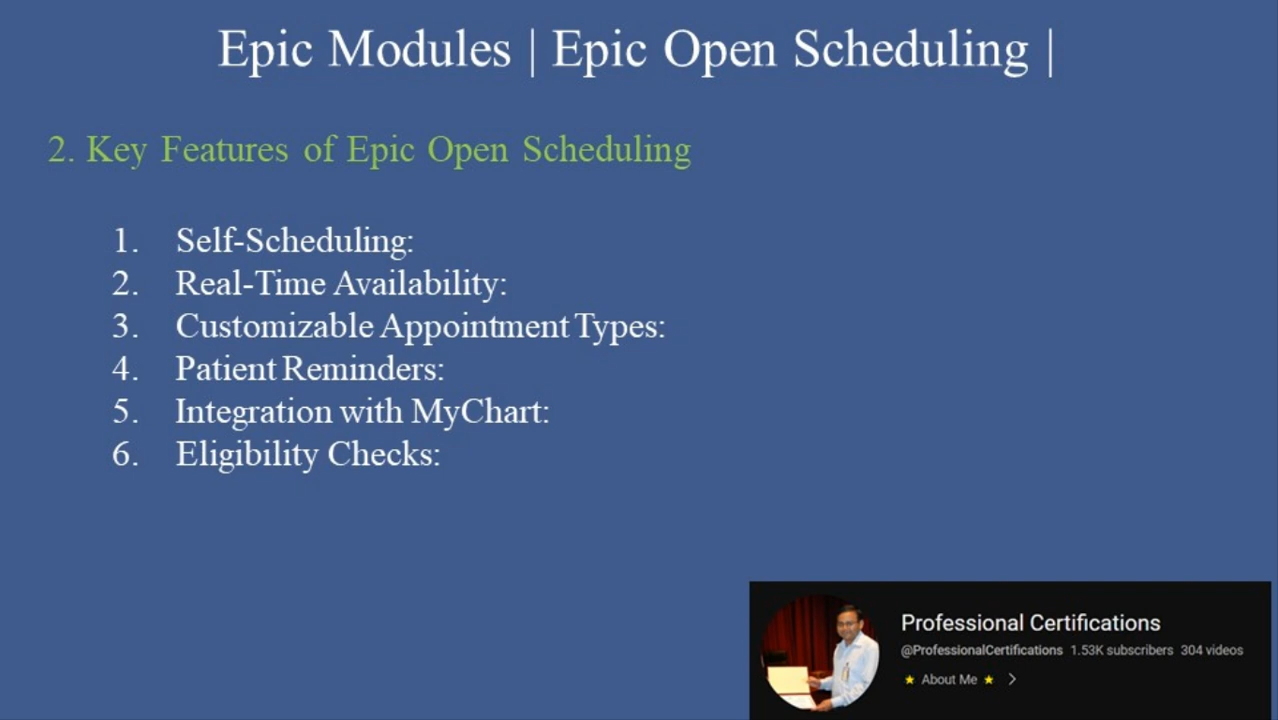 Epic Modules | Epic Open Scheduling |
2. Key Features of Epic Open Scheduling
1. Self-Scheduling:
2. Real-Time Availability:
3. Customizable Appointment Types:
4. Patient Reminders:
5. Integration with MyChart:
6. Eligibility Checks:
Professional Certifications
@ProfessionalCertifications 1.53K subscribers 304 videos
⭐ About Me ⭐ >